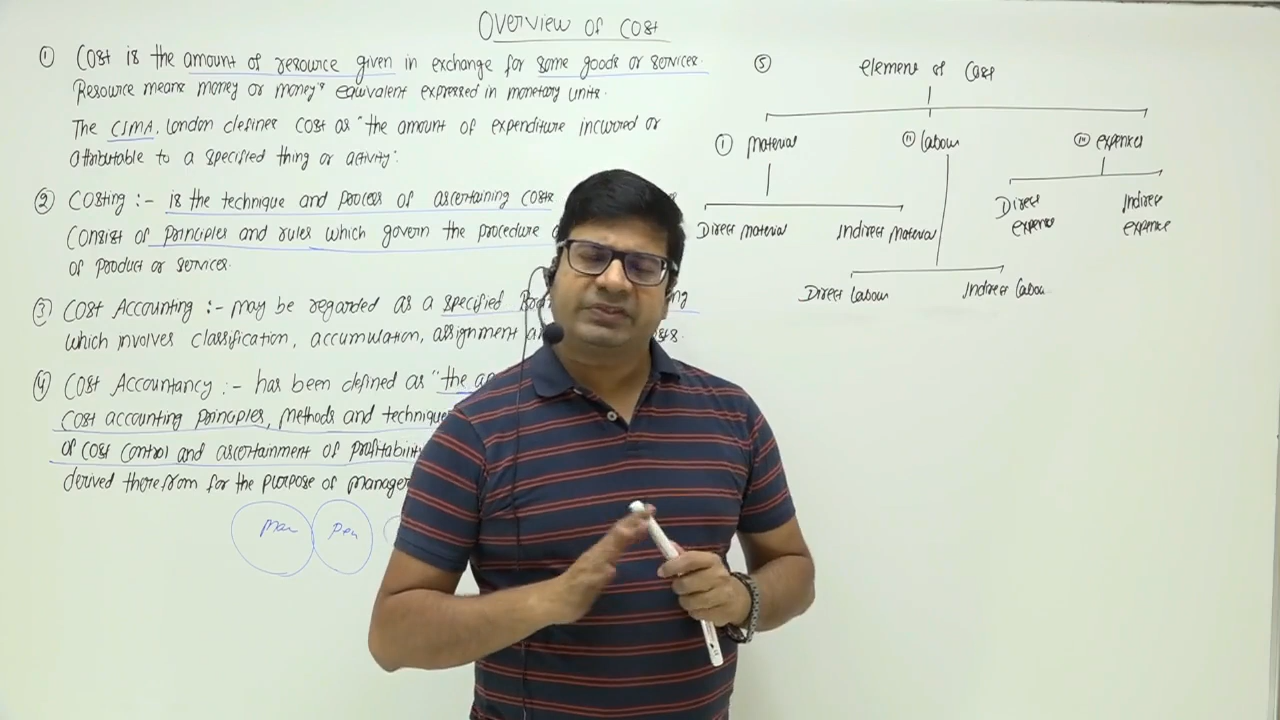 Overview of Cost
① Cost is the amount of resource given in exchange for some goods or services.
Resource means money or money's equivalent expressed in monetary units.
The CIMA, London defines cost as "the amount of expenditure incurred or
attributable to a specified thing or activity".
② Costing :- is the technique and process of ascertaining costs
consist of principles and rules which govern the procedure
of product or services.
③ Cost Accounting :- may be regarded as a specified
which involves classification, accumulation, assignment
④ Cost Accountancy :- has been defined as "the
cost accounting principles, methods and technique
of cost control and ascertainment of profitability
derived therefrom for the purpose of manager
Pen
⑤ element of Cost
① material
⑪ labour
⑪ı expenses
Direct material
Indirect material
Direct expense
Indirect expense
Direct labour
Indirect labour